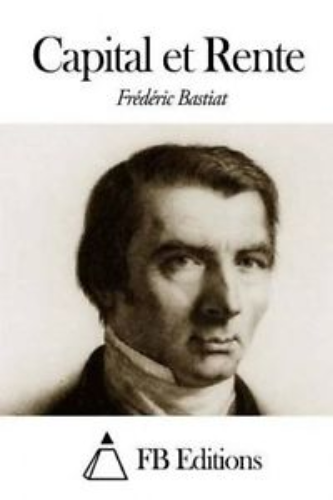 Capital et Rente
Frédéric Bastiat
FB Editions